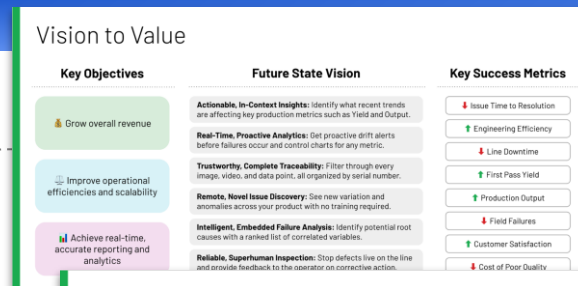 Vision to Value
Key Objectives
Grow overall revenue
Improve operational
efficiencies and scalability
Achieve real-time,
accurate reporting and
analytics
Future State Vision
Actionable, In-Context Insights: Identify what recent trends
are affecting key production metrics such as Yield and Output.
Real-Time, Proactive Analytics: Get proactive drift alerts
before failures occur and control charts for any metric.
Trustworthy, Complete Traceability: Filter through every
image, video, and data point, all organized by serial number.
Remote, Novel Issue Discovery: See new variation and
anomalies across your product with no training required.
Intelligent, Embedded Failure Analysis: Identify potential root
causes with a ranked list of correlated variables.
Reliable, Superhuman Inspection: Stop defects live on the line
and provide feedback to the operator on corrective action.
Key Success Metrics
Issue Time to Resolution
Engineering Efficiency
Line Downtime
First Pass Yield
Production Output
Field Failures
Customer Satisfaction
Cost of Poor Quality